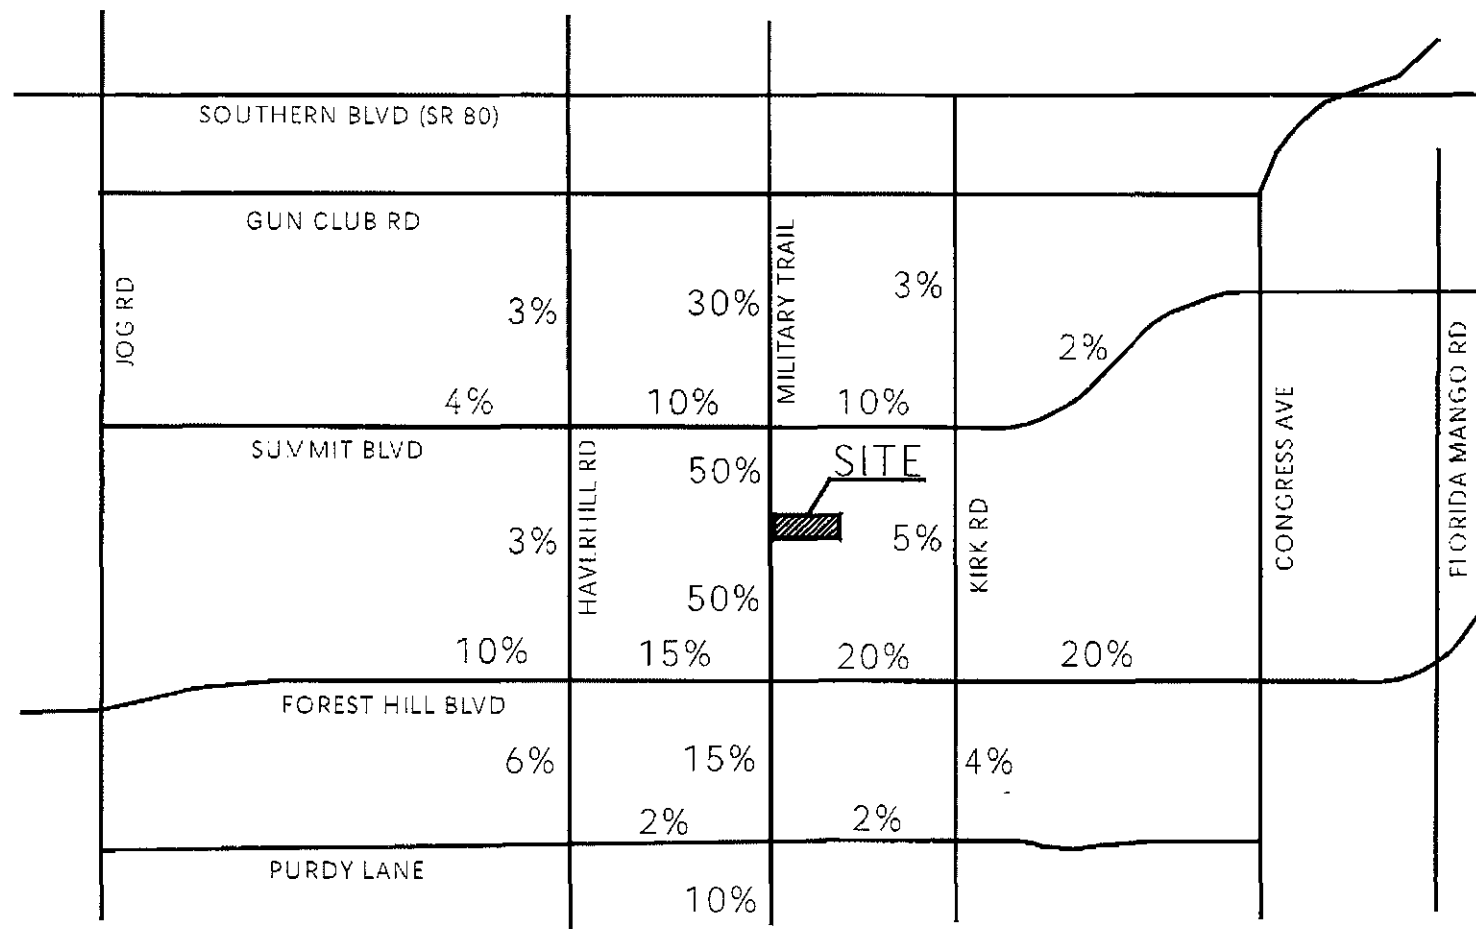 SOUTHERN BLVD (SR 80)
GUN CLUB RD
JOG RD
3%
30%
MILITARY TRAIL
3%
2%
4%
10%
10%
SUMMIT BLVD
HAVERHILL RD
50%
SITE
KIRK RD
CONGRESS AVE
FLORIDA MANGO RD
3%
5%
50%
10%
15%
20%
20%
FOREST HILL BLVD
6%
15%
4%
2%
2%
PURDY LANE
10%